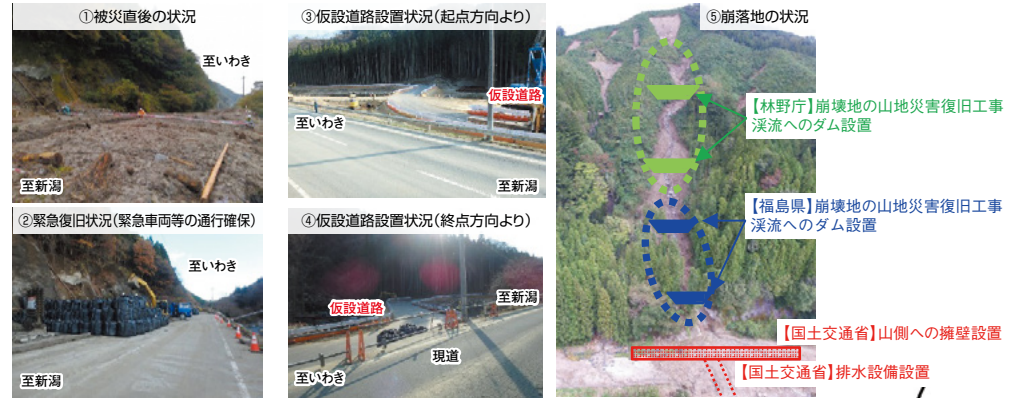 ①被災直後の状況
至いわき
至新潟
②緊急復旧状況(緊急車両等の通行確保)
至いわき
至新潟
③仮設道路設置状況(起点方向より)
仮設道路
至いわき
至新潟
④仮設道路設置状況(終点方向より)
至新潟
仮設道路
現道
至いわき
⑤崩落地の状況
【林野庁】崩壊地の山地災害復旧工事
渓流へのダム設置
【福島県】崩壊地の山地災害復旧工事
渓流へのダム設置
【国土交通省】山側への擁壁設置
【国土交通省】排水設備設置